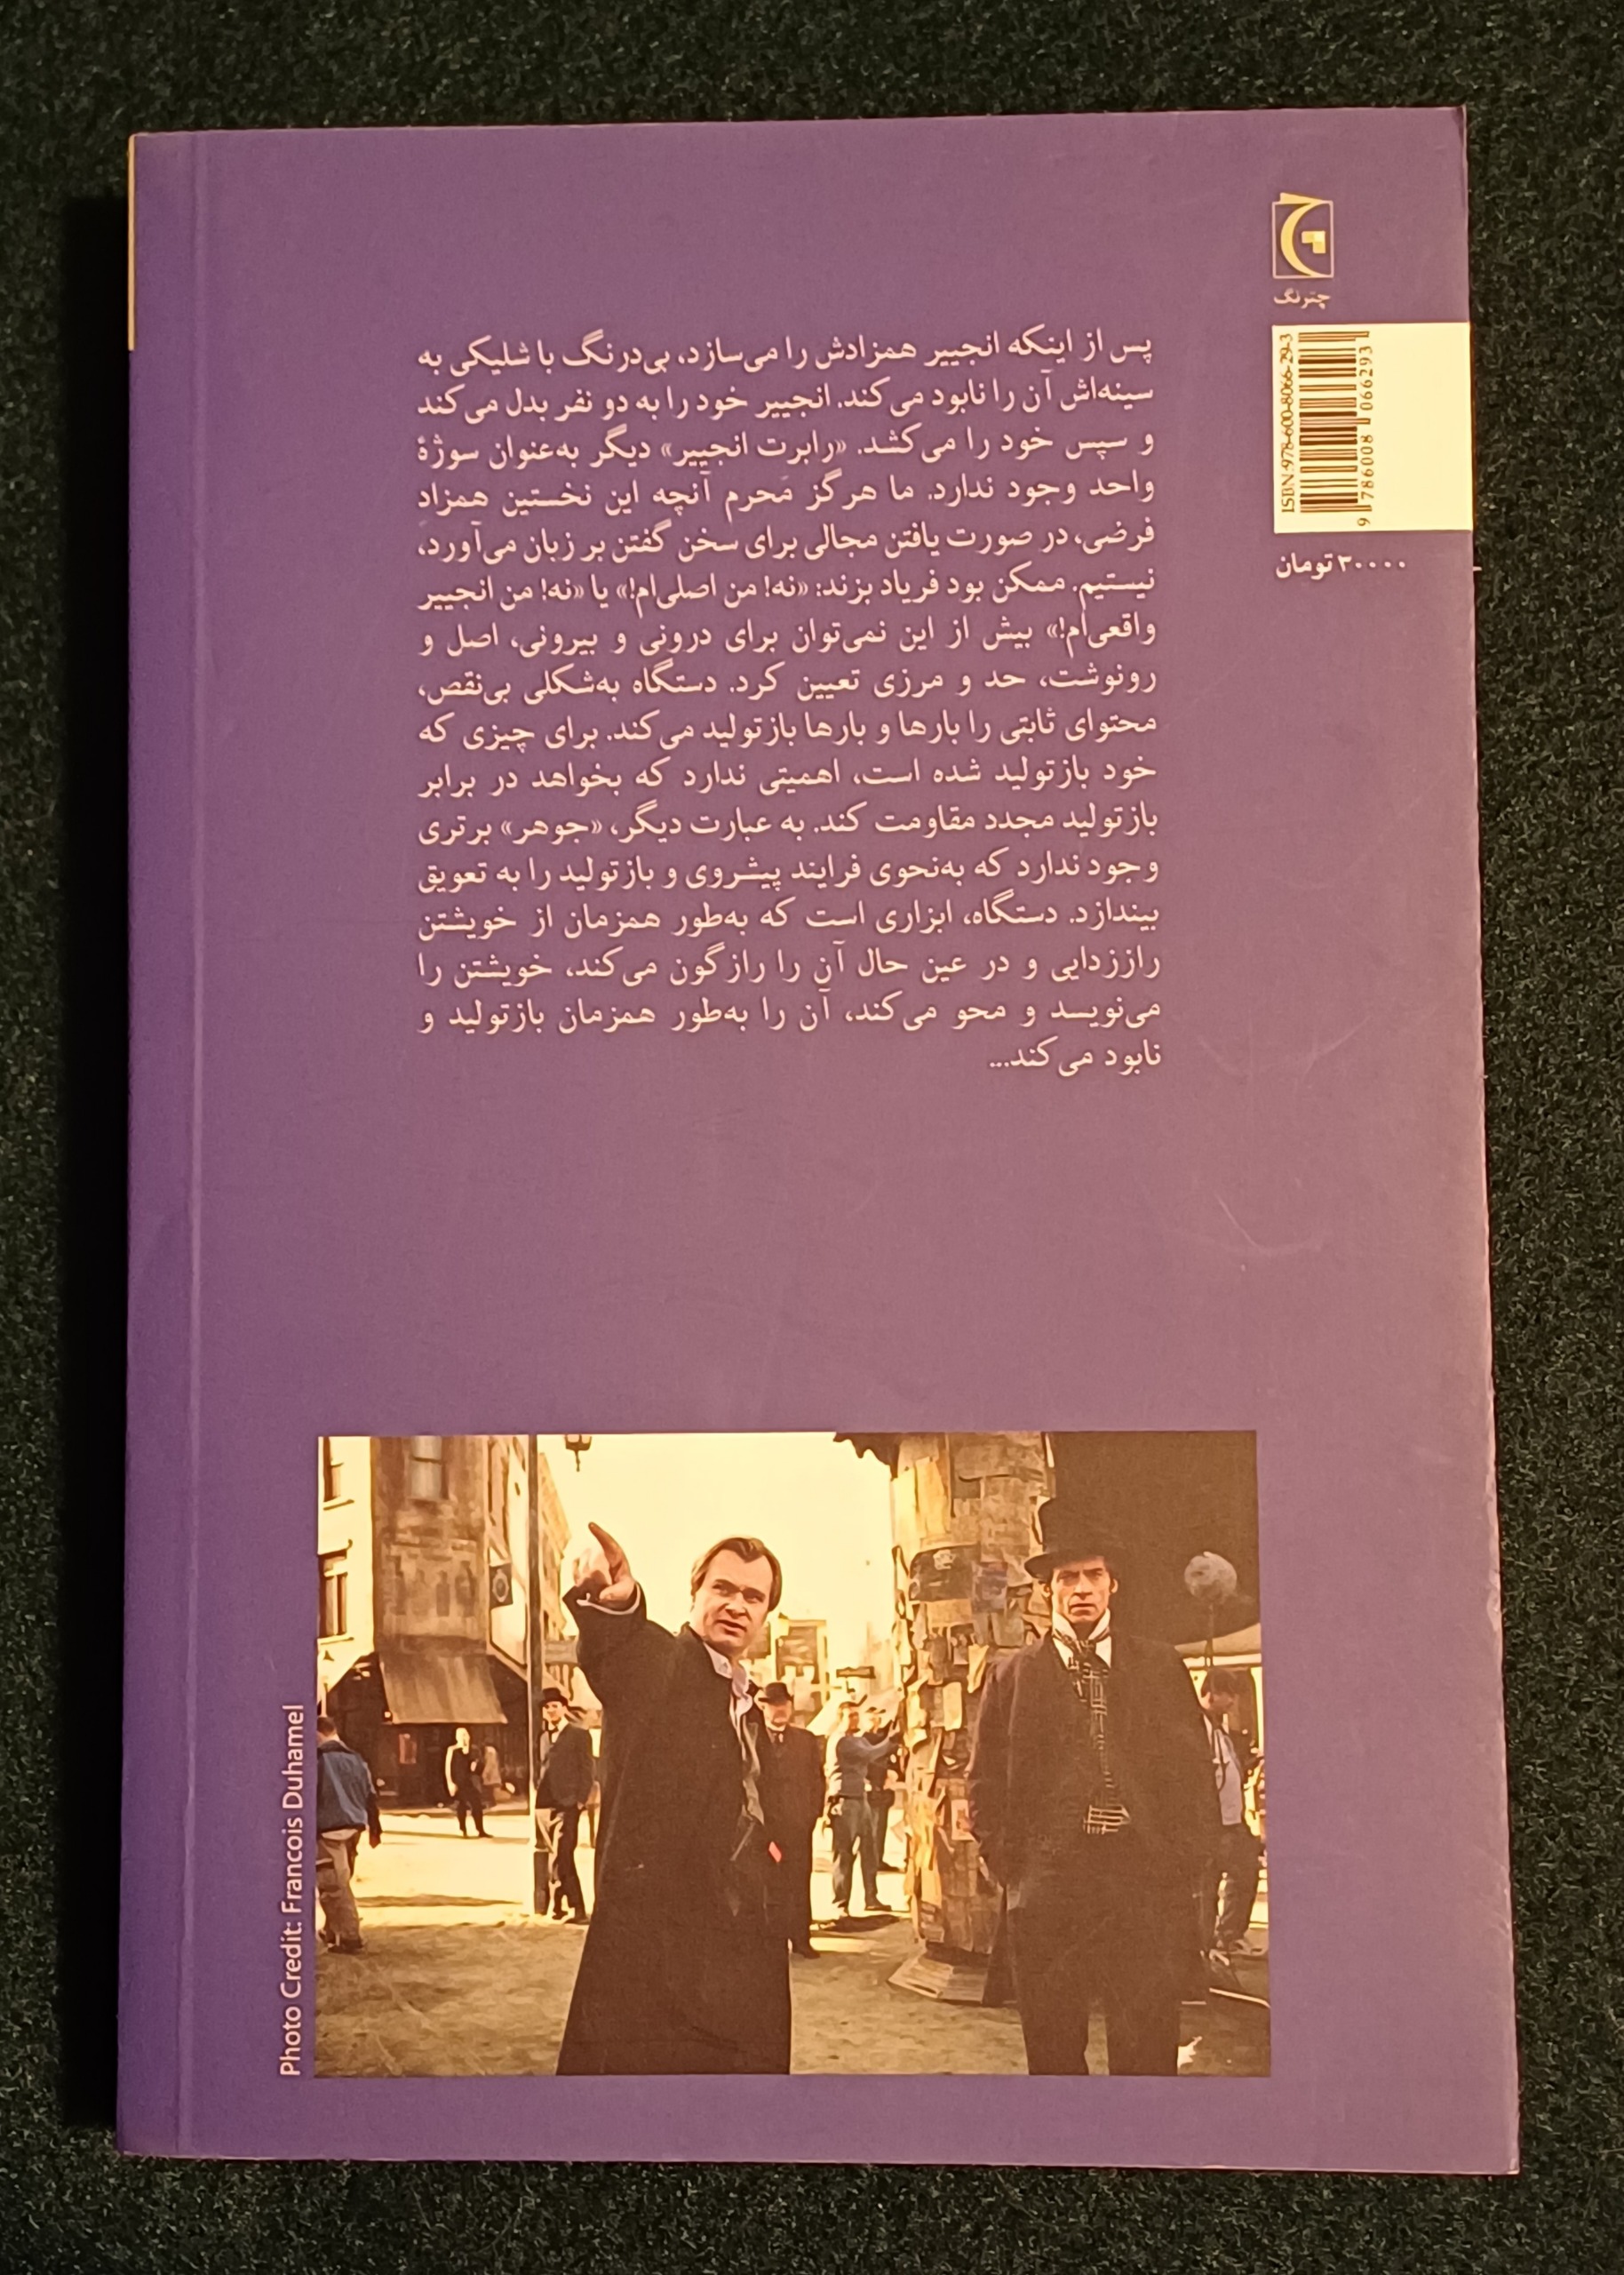 چترنگ
ISBN:978-600-8066-29-3
9 786008 066293
۳۰۰۰۰ تومان
پس از اینکه انجییر همزادش را می‌سازد، بی‌درنگ با شلیکی به
سینه‌اش آن را نابود می‌کند. انجییر خود را به دو نفر بدل می‌کند
و سپس خود را می‌کشد. «رابرت انجییر» دیگر به‌عنوان سوژهٔ
واحد وجود ندارد. ما هرگز مَحرم آنچه این نخستین همزادِ
فرضی، در صورت یافتن مجالی برای سخن گفتن بر زبان می‌آورد،
نیستیم. ممکن بود فریاد بزند: «نه! من اصلی‌ام!» یا «نه! من انجییر
واقعی‌ام!» بیش از این نمی‌توان برای درونی و بیرونی، اصل و
رونوشت، حد و مرزی تعیین کرد. دستگاه به‌شکلی بی‌نقص،
محتوای ثابتی را بارها و بارها بازتولید می‌کند. برای چیزی که
خود بازتولید شده است، اهمیتی ندارد که بخواهد در برابر
بازتولید مجدد مقاومت کند. به عبارت دیگر، «جوهر» برتری
وجود ندارد که به‌نحوی فرایند پیشروی و بازتولید را به تعویق
بیندازد. دستگاه، ابزاری است که به‌طور همزمان از خویشتن
راززدایی و در عین حال آن را رازگون می‌کند، خویشتن را
می‌نویسد و محو می‌کند، آن را به‌طور همزمان بازتولید و
نابود می‌کند...
Photo Credit: Francois Duhamel